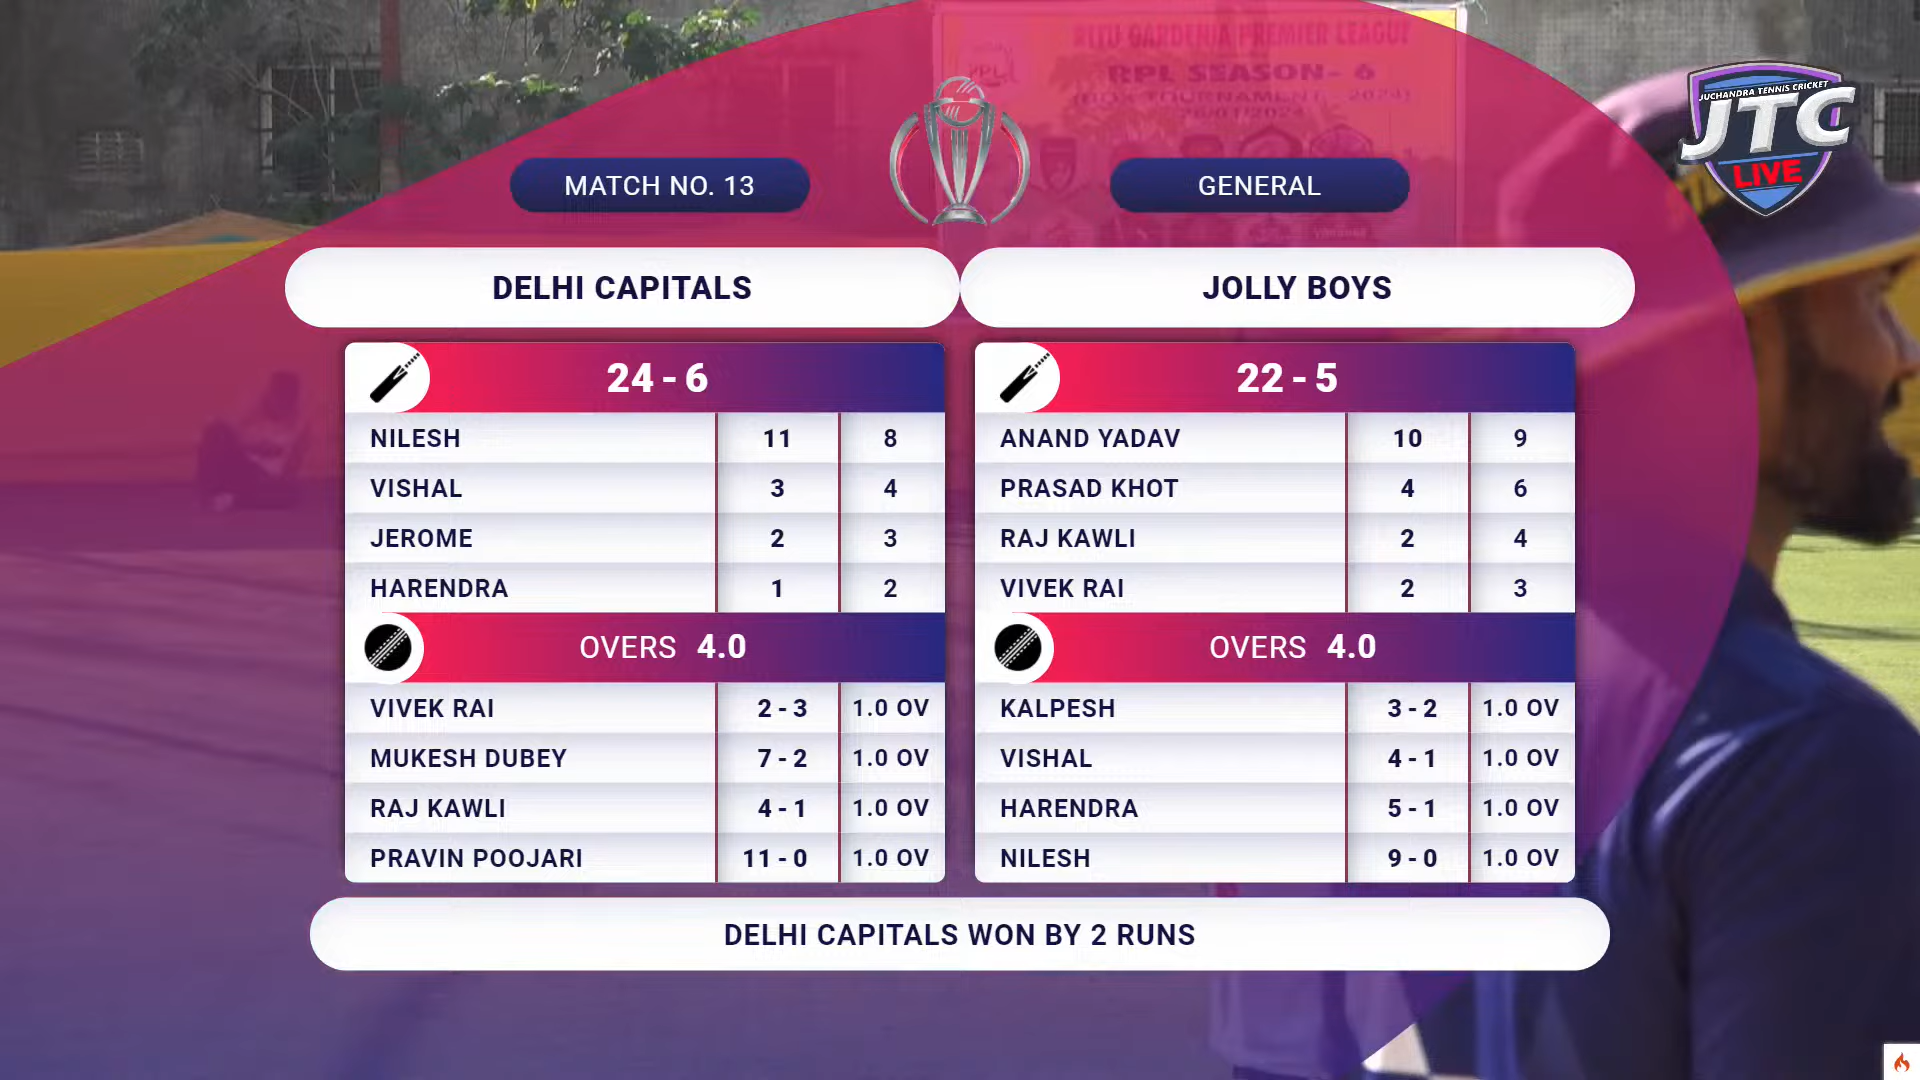 RITU GARDENIA PREMIER LEAGUE
RPL SEASON- 6
JUCHANDRA TENNIS CRICKET
JTC
LIVE
MATCH NO. 13
GENERAL
DELHI CAPITALS
JOLLY BOYS
24 - 6
NILESH 11 8
VISHAL 3 4
JEROME 2 3
HARENDRA 1 2
OVERS 4.0
VIVEK RAI 2 - 3 1.0 OV
MUKESH DUBEY 7 - 2 1.0 OV
RAJ KAWLI 4 - 1 1.0 OV
PRAVIN POOJARI 11 - 0 1.0 OV
22 - 5
ANAND YADAV 10 9
PRASAD KHOT 4 6
RAJ KAWLI 2 4
VIVEK RAI 2 3
OVERS 4.0
KALPESH 3 - 2 1.0 OV
VISHAL 4 - 1 1.0 OV
HARENDRA 5 - 1 1.0 OV
NILESH 9 - 0 1.0 OV
DELHI CAPITALS WON BY 2 RUNS